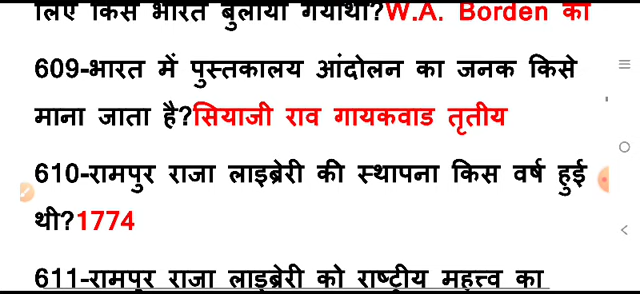 लिए किसे भारत बुलाया गयाथा?W.A. Borden को
609-भारत में पुस्तकालय आंदोलन का जनक किसे
माना जाता है?सियाजी राव गायकवाड तृतीय
610-रामपुर राजा लाइब्रेरी की स्थापना किस वर्ष हुई
थी?1774
611-रामपुर राजा लाइब्रेरी को राष्ट्रीय महत्त्व का